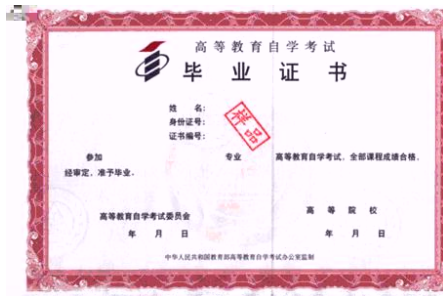 高等教育自学考试
毕业证书
姓 名：
身份证号：
证书编号：
样品
参加 专业 高等教育自学考试，全部课程成绩合格，
经审定，准予毕业。
高等教育自学考试委员会 高等院校
年 月 日 年 月 日
中华人民共和国教育部高等教育自学考试办公室监制